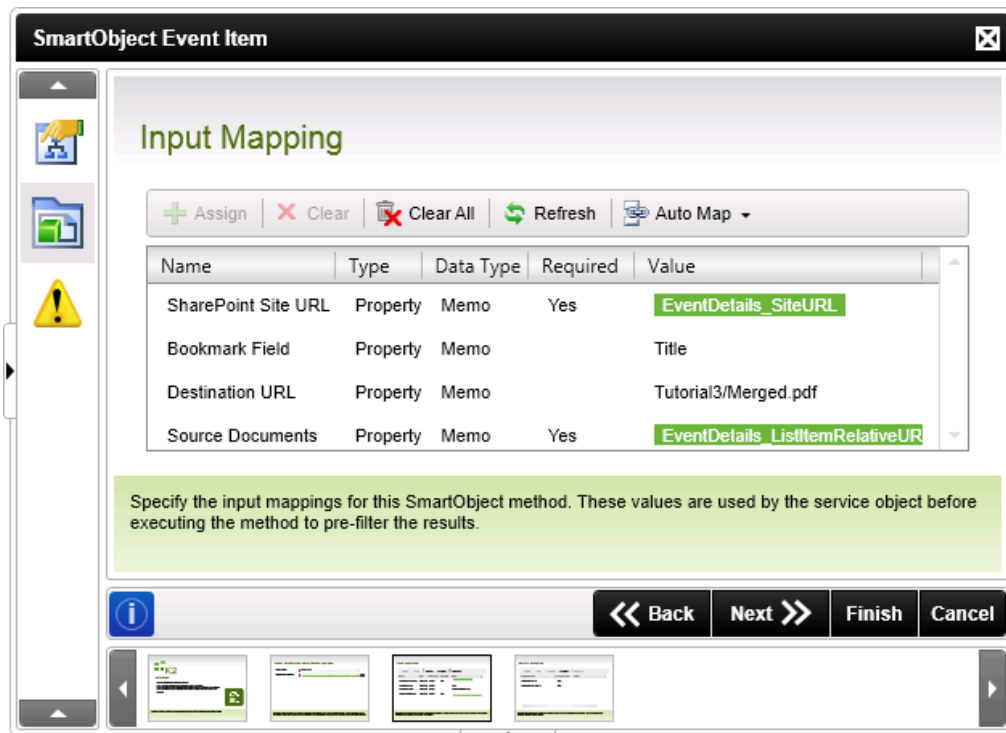 SmartObject Event Item
Input Mapping
Assign Clear Clear All Refresh Auto Map
Name Type Data Type Required Value
SharePoint Site URL Property Memo Yes EventDetails_SiteURL
Bookmark Field Property Memo Title
Destination URL Property Memo Tutorial3/Merged.pdf
Source Documents Property Memo Yes EventDetails_ListItemRelativeUR
Specify the input mappings for this SmartObject method. These values are used by the service object before
executing the method to pre-filter the results.
Back Next Finish Cancel
K2